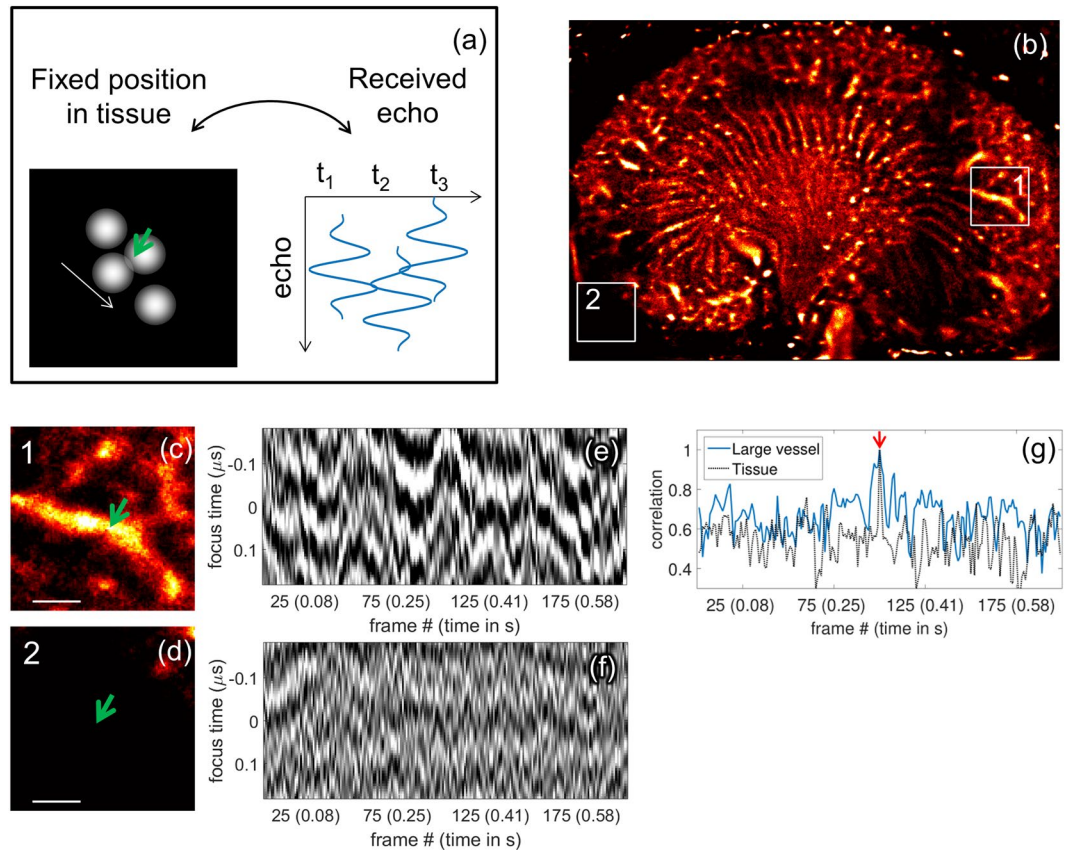 (a)
Fixed position
in tissue
Received
echo
t1 t2 t3
echo
(b)
1
2
1
(c)
2
(d)
focus time (μs)
-0.1
0
0.1
(e)
25 (0.08) 75 (0.25) 125 (0.41) 175 (0.58)
frame # (time in s)
focus time (μs)
-0.1
0
0.1
(f)
25 (0.08) 75 (0.25) 125 (0.41) 175 (0.58)
frame # (time in s)
(g)
Large vessel
Tissue
correlation
1
0.8
0.6
0.4
25 (0.08) 75 (0.25) 125 (0.41) 175 (0.58)
frame # (time in s)